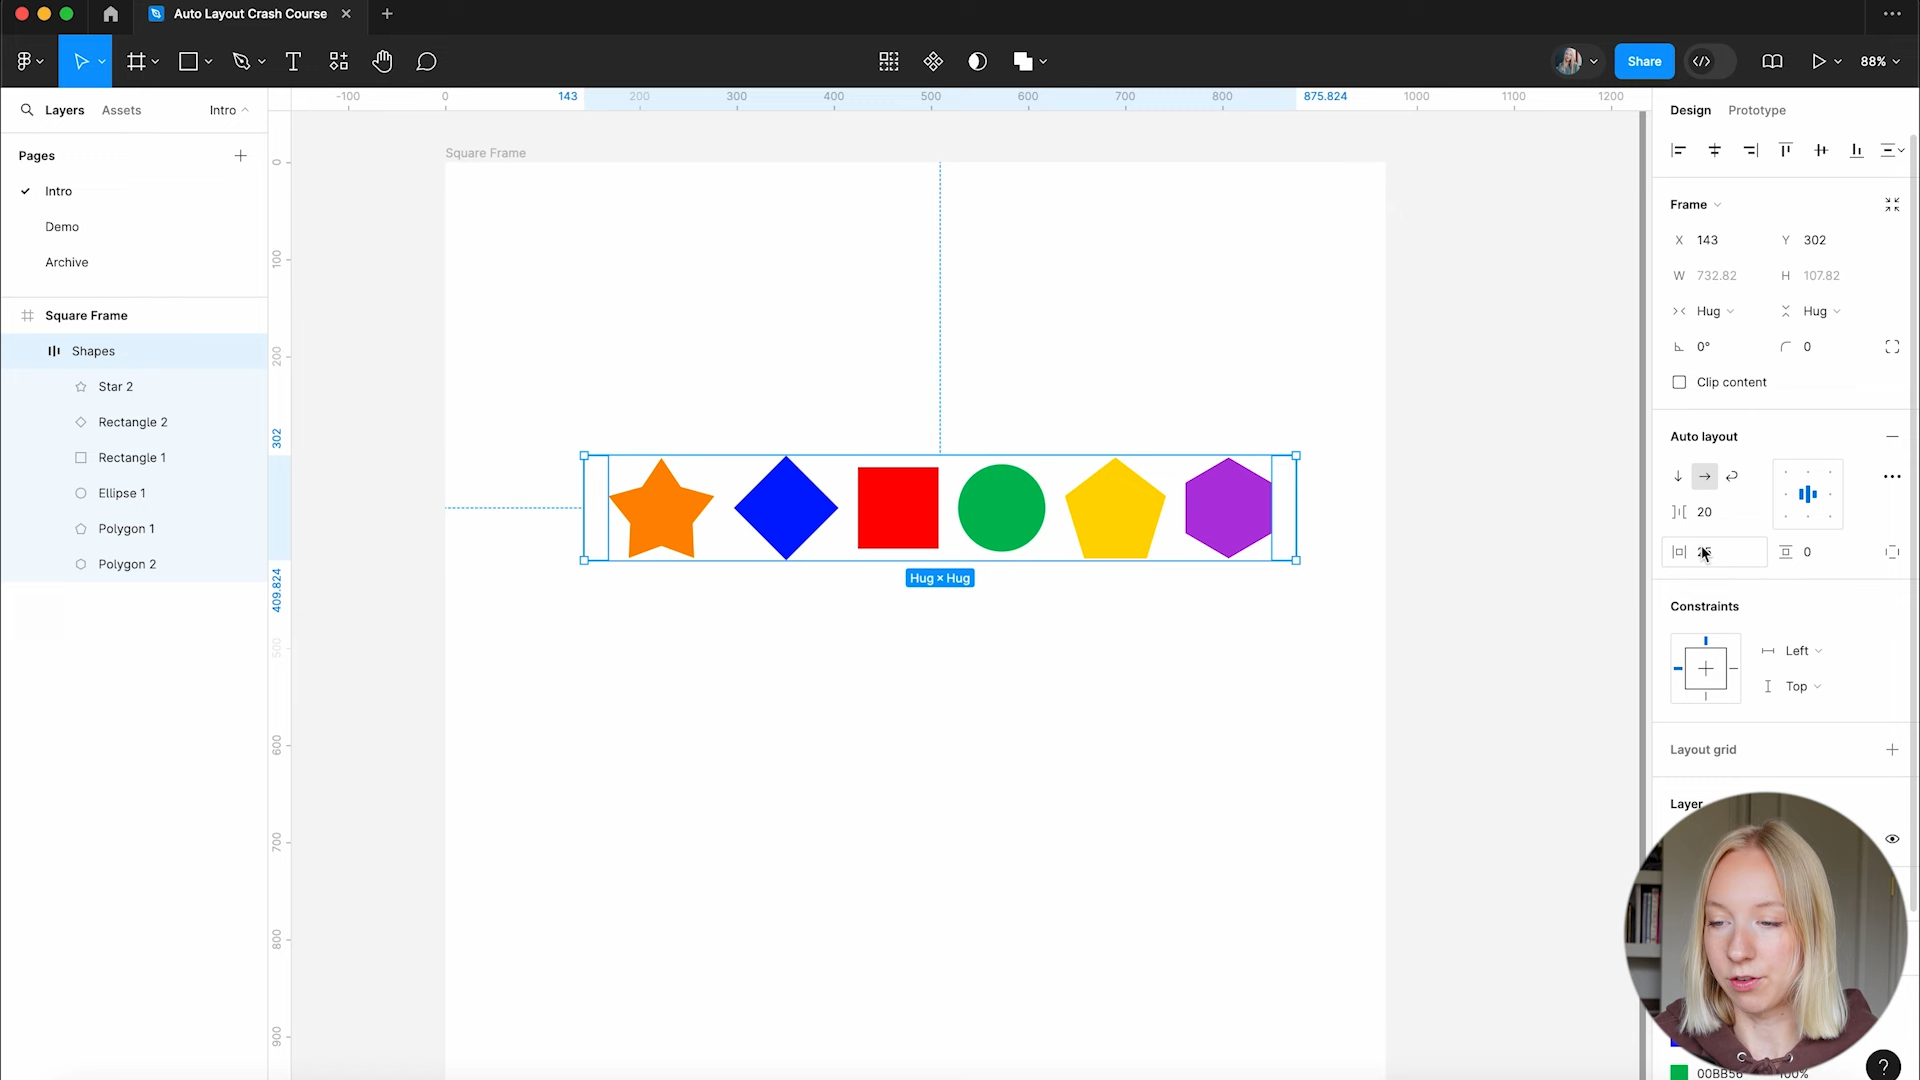 Auto Layout Crash Course
Share
88%
Layers
Assets
Intro
-100
0
143
200
300
400
500
600
700
800
875.824
1000
1100
1200
Design
Prototype
Pages
Intro
Demo
Archive
Square Frame
Shapes
Star 2
Rectangle 2
Rectangle 1
Ellipse 1
Polygon 1
Polygon 2
0
100
200
302
409.824
500
600
700
800
900
Square Frame
Hug × Hug
Frame
X 143
Y 302
W 732.82
H 107.82
Hug
Hug
0°
0
Clip content
Auto layout
20
0
Constraints
Left
Top
Layout grid
Layer
00BB56
100%
?